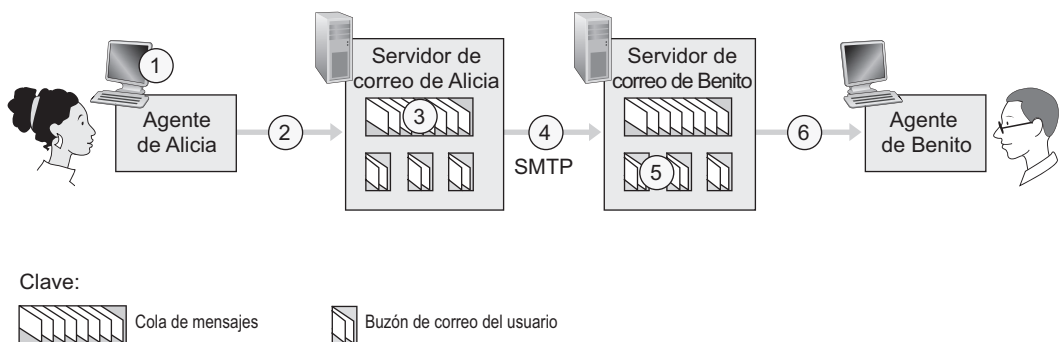 Servidor de
correo de Alicia
Servidor de
correo de Benito
1
Agente
de Alicia
2
3
4
SMTP
5
6
Agente
de Benito
Clave:
Cola de mensajes
Buzón de correo del usuario